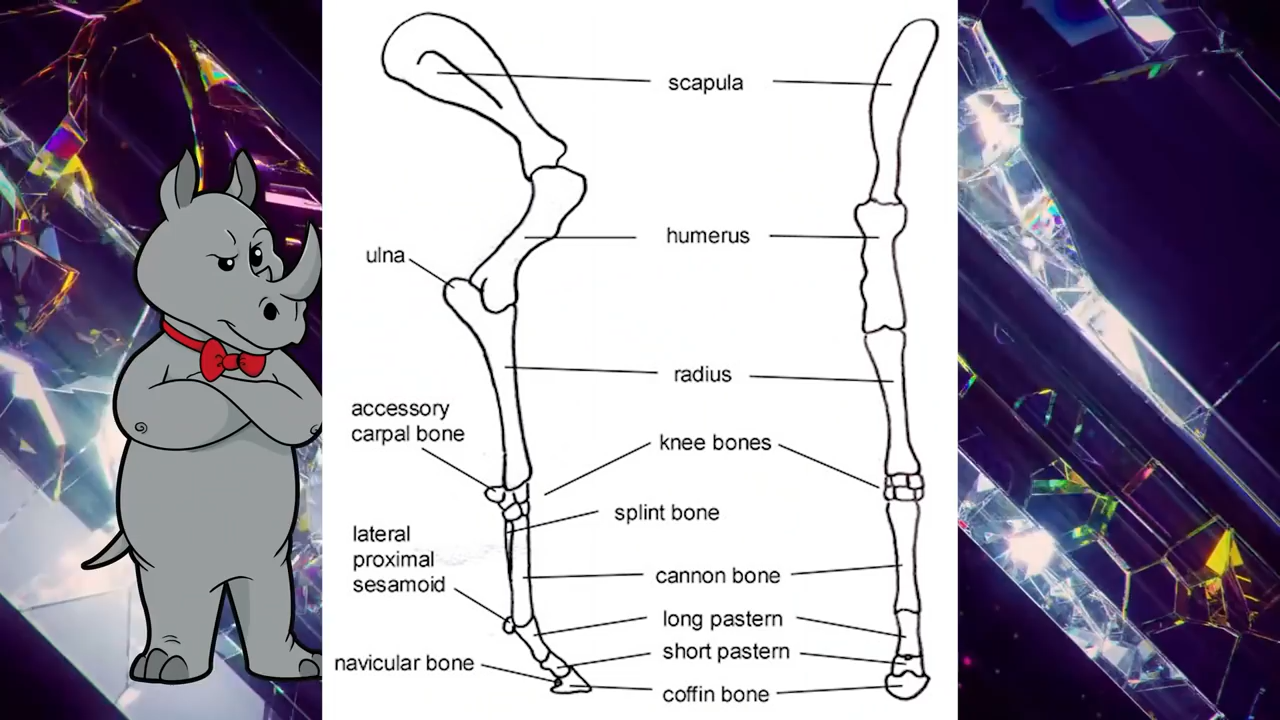 scapula
humerus
ulna
radius
accessory
carpal bone
knee bones
splint bone
lateral
proximal
sesamoid
cannon bone
long pastern
short pastern
navicular bone
coffin bone